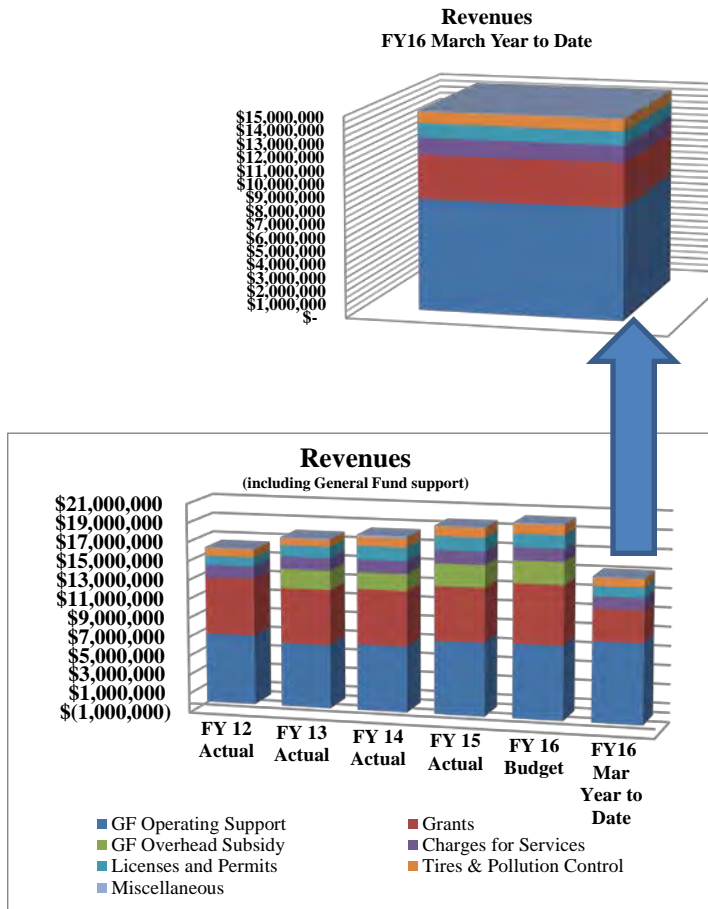 Revenues
FY16 March Year to Date
$15,000,000
$14,000,000
$13,000,000
$12,000,000
$11,000,000
$10,000,000
$9,000,000
$8,000,000
$7,000,000
$6,000,000
$5,000,000
$4,000,000
$3,000,000
$2,000,000
$1,000,000
$-
Revenues
(including General Fund support)
$21,000,000
$19,000,000
$17,000,000
$15,000,000
$13,000,000
$11,000,000
$9,000,000
$7,000,000
$5,000,000
$3,000,000
$1,000,000
$(1,000,000)
FY 12
Actual
FY 13
Actual
FY 14
Actual
FY 15
Actual
FY 16
Budget
FY16
Mar
Year to
Date
GF Operating Support
Grants
GF Overhead Subsidy
Charges for Services
Licenses and Permits
Tires & Pollution Control
Miscellaneous